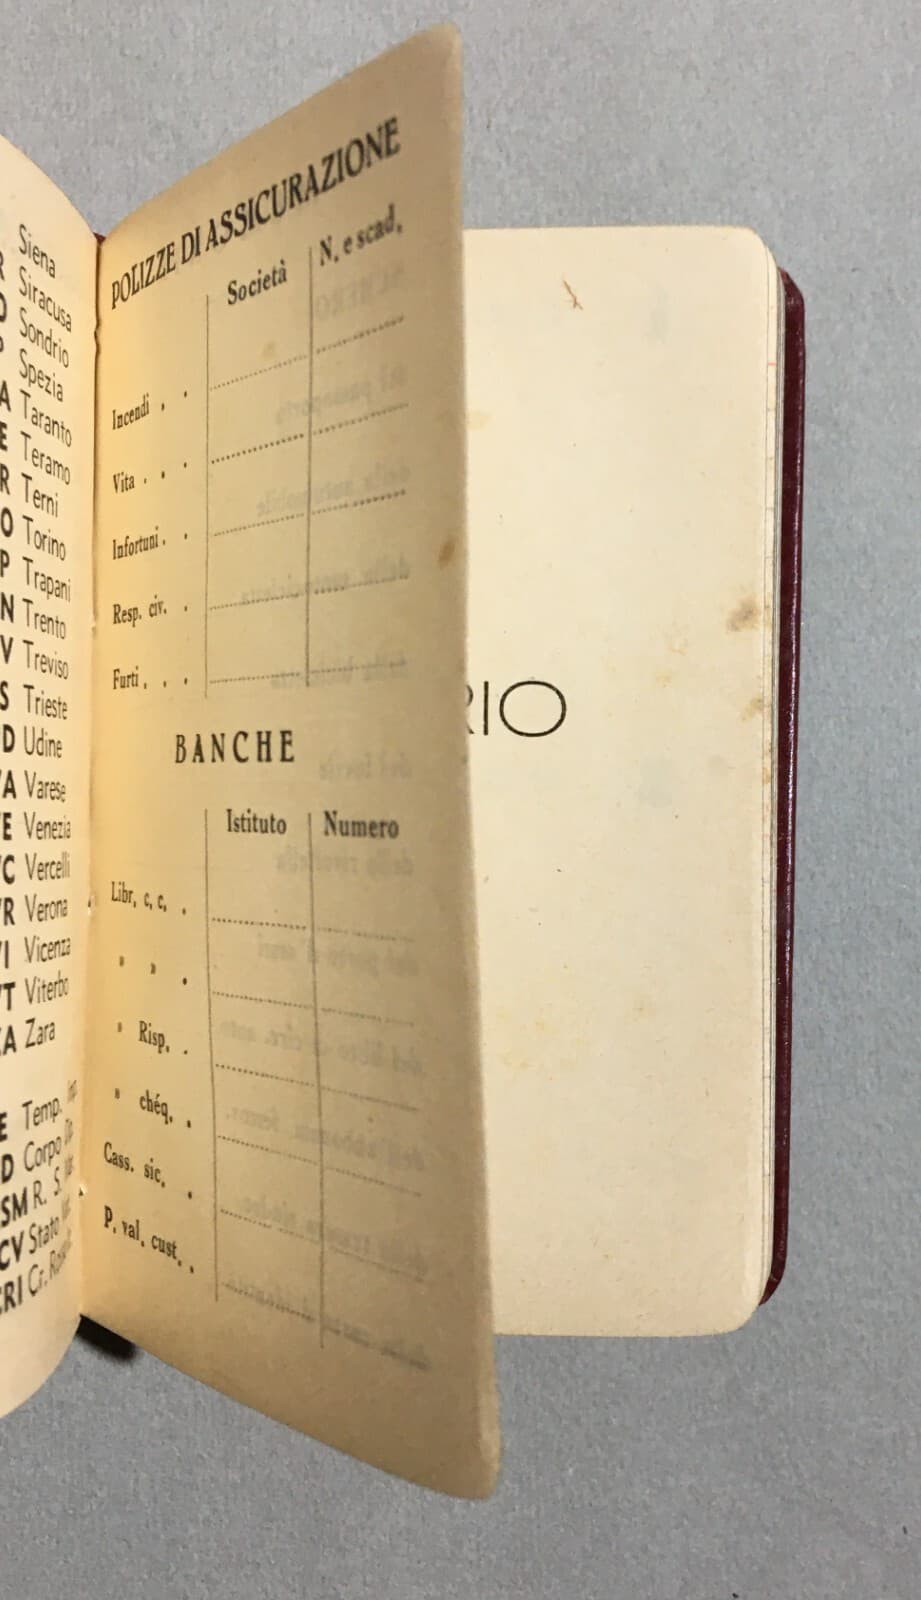 R Siena
O Siracusa
Sondrio
Spezia
A Taranto
E Teramo
R Terni
O Torino
P Trapani
N Trento
V Treviso
S Trieste
D Udine
A Varese
E Venezia
C Vercelli
R Verona
I Vicenza
T Viterbo
A Zara
E Temp.
D Corpo
SM R. S.
CV Stato
CRI Cr. Ross
POLIZZE DI ASSICURAZIONE
Società N. e scad.
Incendi . .
Vita . . .
Infortuni . .
Resp. civ. .
Furti . . .
BANCHE
Istituto Numero
Libr. c. c. .
» » .
» Risp. .
» chéq. .
Cass. sic. .
P. val. cust. .
RIO